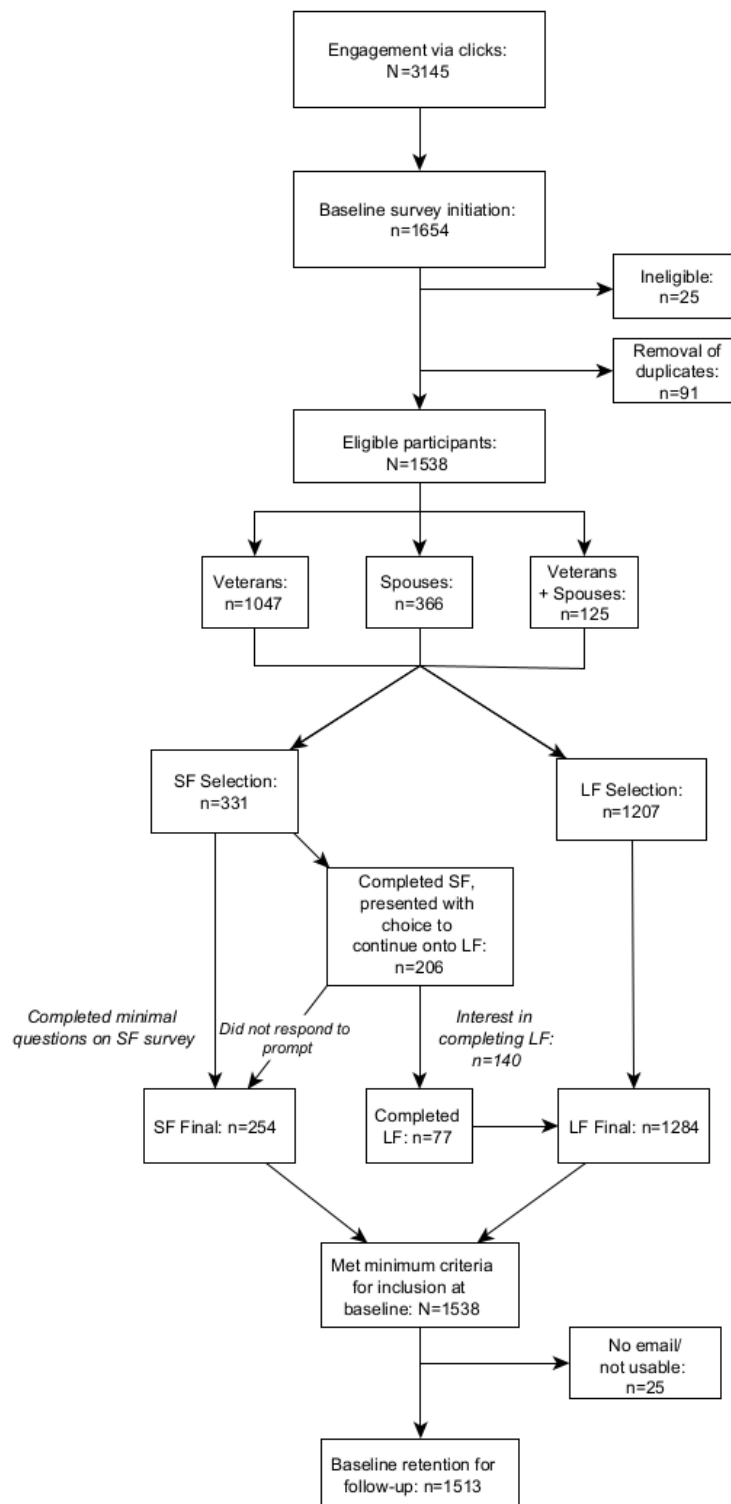 Engagement via clicks:
N=3145
Baseline survey initiation:
n=1654
Ineligible:
n=25
Removal of
duplicates:
n=91
Eligible participants:
N=1538
Veterans:
n=1047
Spouses:
n=366
Veterans
+ Spouses:
n=125
SF Selection:
n=331
LF Selection:
n=1207
Completed SF,
presented with
choice to
continue onto LF:
n=206
Completed minimal
questions on SF survey
Did not respond to
prompt
Interest in
completing LF:
n=140
SF Final: n=254
Completed
LF: n=77
LF Final: n=1284
Met minimum criteria
for inclusion at
baseline: N=1538
No email/
not usable:
n=25
Baseline retention for
follow-up: n=1513